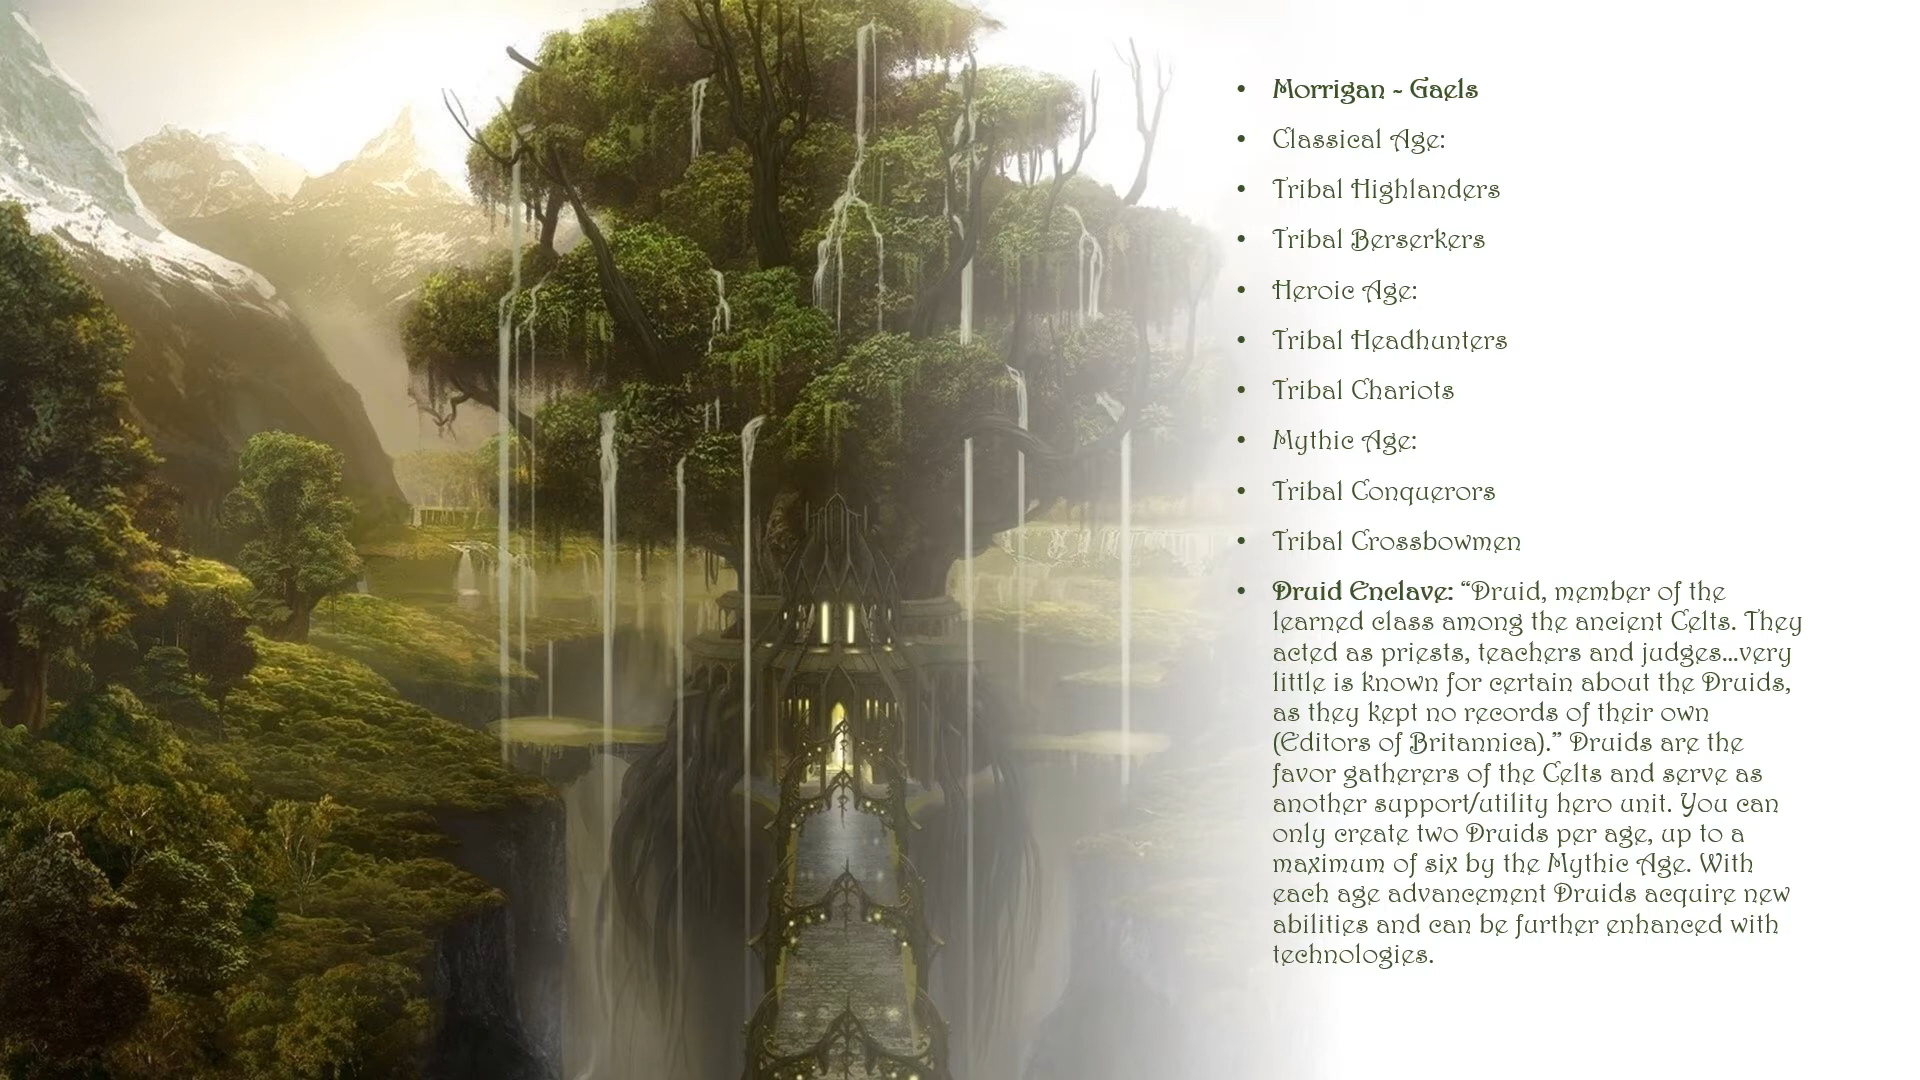 • Morrigan ~ Gaels
• Classical Age:
• Tribal Highlanders
• Tribal Berserkers
• Heroic Age:
• Tribal Headhunters
• Tribal Chariots
• Mythic Age:
• Tribal Conquerors
• Tribal Crossbowmen
• Druid Enclave: “Druid, member of the
learned class among the ancient Celts. They
acted as priests, teachers and judges...very
little is known for certain about the Druids,
as they kept no records of their own
(Editors of Britannica).” Druids are the
favor gatherers of the Celts and serve as
another support/utility hero unit. You can
only create two Druids per age, up to a
maximum of six by the Mythic Age. With
each age advancement Druids acquire new
abilities and can be further enhanced with
technologies.